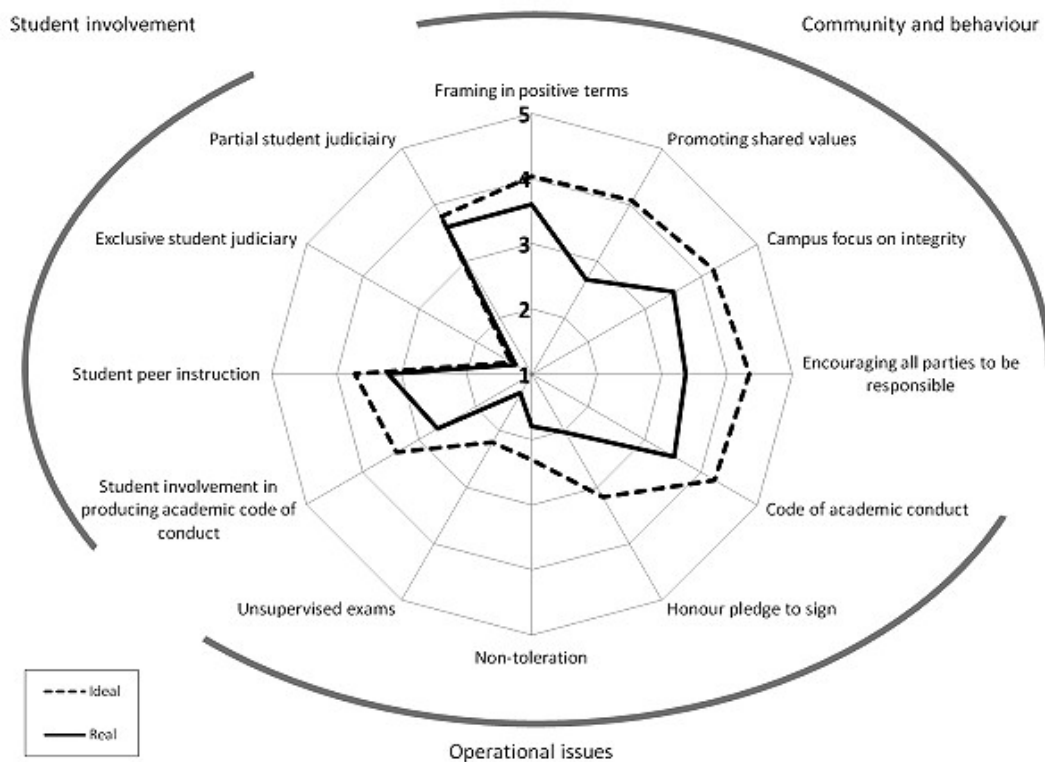 Student involvement
Community and behaviour
Framing in positive terms
5
Partial student judiciairy
Promoting shared values
4
Exclusive student judiciary
3
Campus focus on integrity
2
Student peer instruction
1
Encouraging all parties to be
responsible
Student involvement in
producing academic code of
conduct
Code of academic conduct
Unsupervised exams
Honour pledge to sign
Non-toleration
Ideal
Real
Operational issues